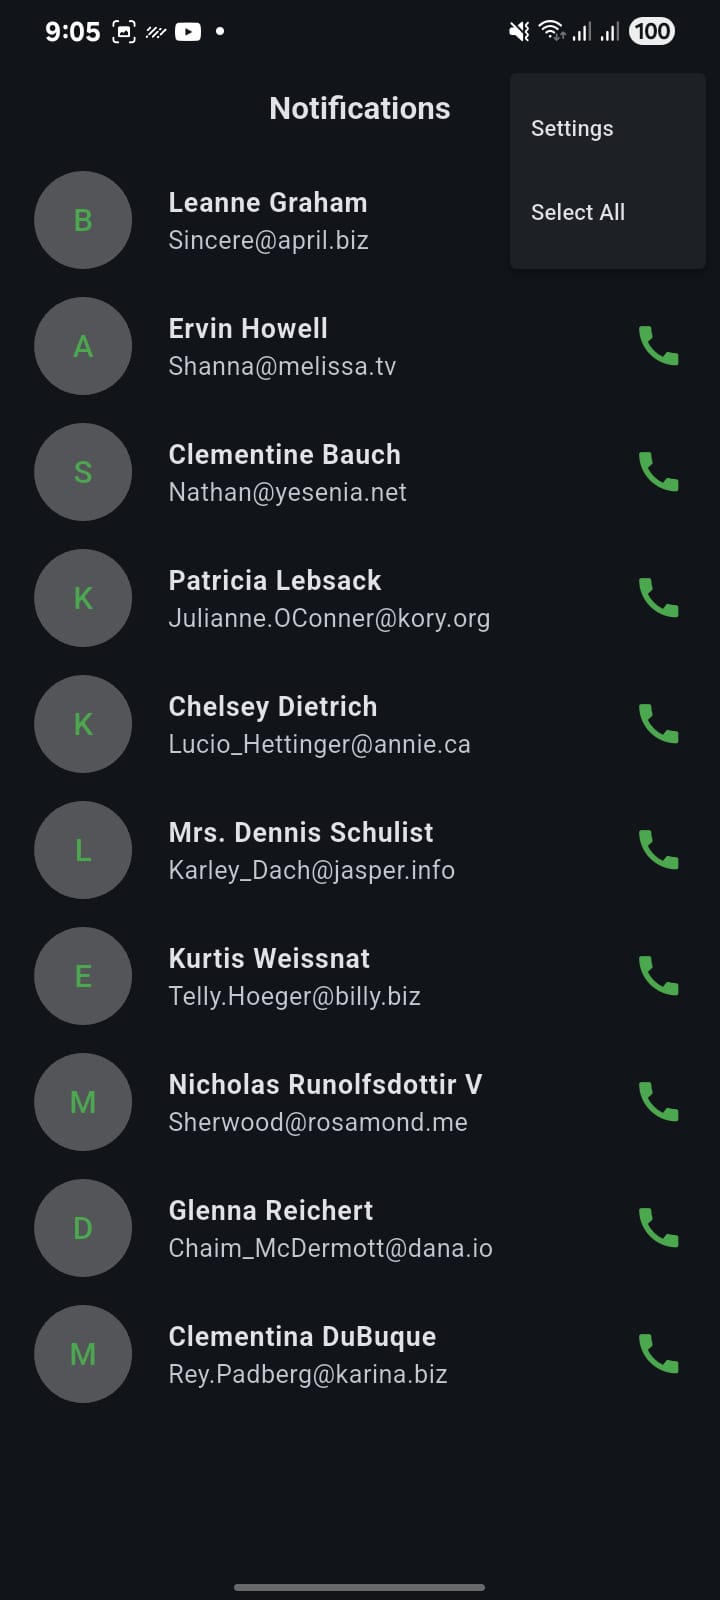 9:05
100
Notifications
Settings
Select All
B
Leanne Graham
Sincere@april.biz
A
Ervin Howell
Shanna@melissa.tv
S
Clementine Bauch
Nathan@yesenia.net
K
Patricia Lebsack
Julianne.OConner@kory.org
K
Chelsey Dietrich
Lucio_Hettinger@annie.ca
L
Mrs. Dennis Schulist
Karley_Dach@jasper.info
E
Kurtis Weissnat
Telly.Hoeger@billy.biz
M
Nicholas Runolfsdottir V
Sherwood@rosamond.me
D
Glenna Reichert
Chaim_McDermott@dana.io
M
Clementina DuBuque
Rey.Padberg@karina.biz